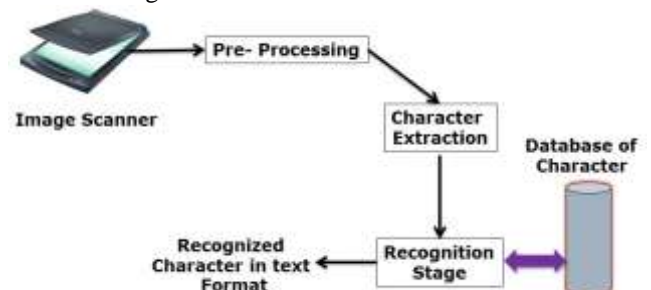 Pre- Processing
Image Scanner
Character
Extraction
Database of
Character
Recognized
Character in text
Format
Recognition
Stage